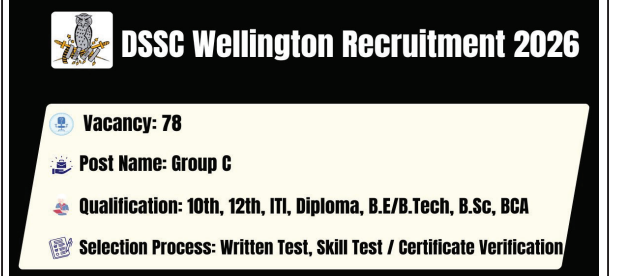 DSSC Wellington Recruitment 2026
Vacancy: 78
Post Name: Group C
Qualification: 10th, 12th, ITI, Diploma, B.E/B.Tech, B.Sc, BCA
Selection Process: Written Test, Skill Test / Certificate Verification